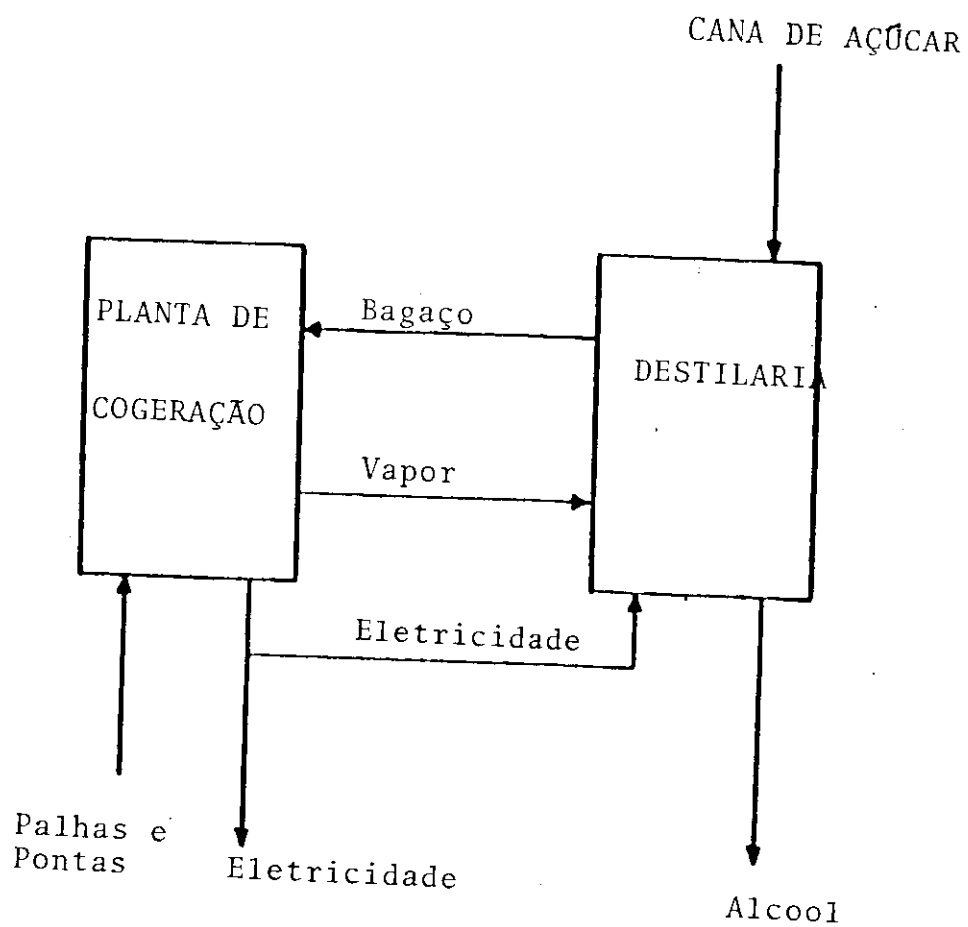 CANA DE AÇÚCAR
PLANTA DE
COGERAÇÃO
Bagaço
DESTILARIA
Vapor
Eletricidade
Palhas e
Pontas
Eletricidade
Alcool